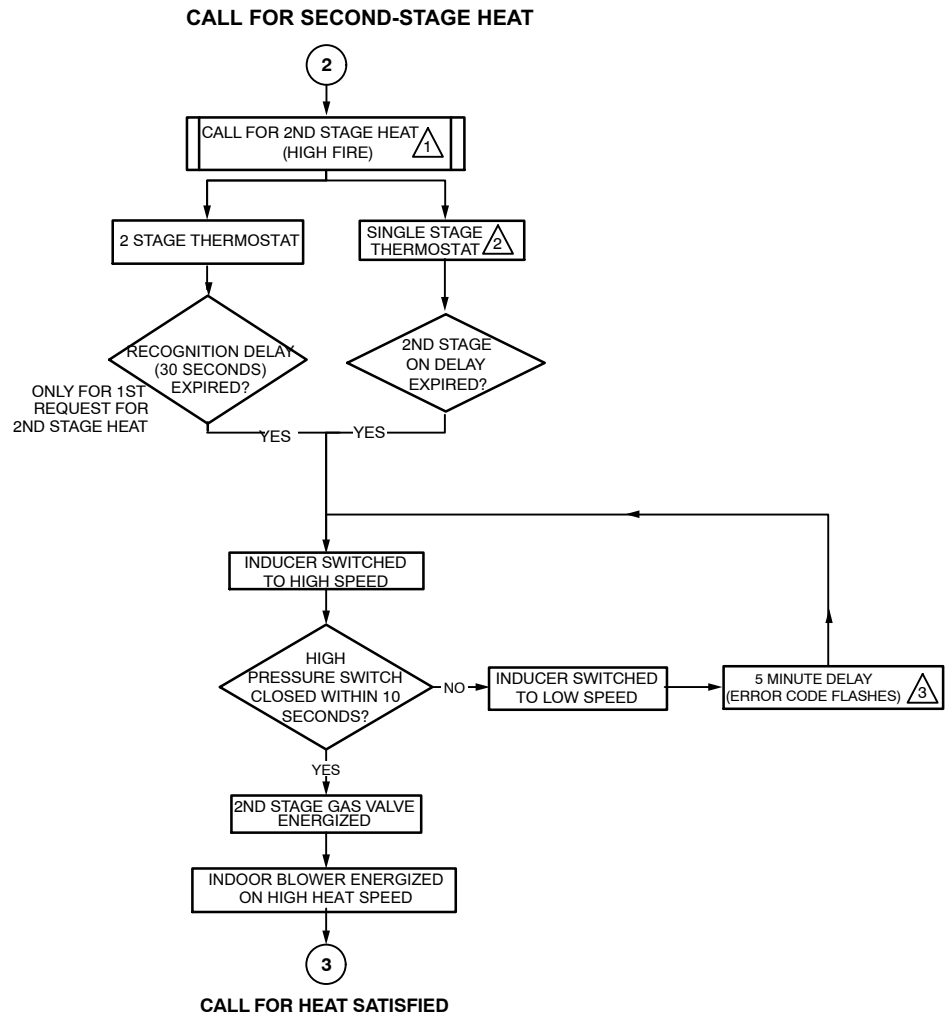 CALL FOR SECOND-STAGE HEAT
2
CALL FOR 2ND STAGE HEAT
(HIGH FIRE)
1
2 STAGE THERMOSTAT
SINGLE STAGE
THERMOSTAT
2
RECOGNITION DELAY
(30 SECONDS)
EXPIRED?
2ND STAGE
ON DELAY
EXPIRED?
ONLY FOR 1ST
REQUEST FOR
2ND STAGE HEAT
YES
YES
INDUCER SWITCHED
TO HIGH SPEED
HIGH
PRESSURE SWITCH
CLOSED WITHIN 10
SECONDS?
NO
INDUCER SWITCHED
TO LOW SPEED
5 MINUTE DELAY
(ERROR CODE FLASHES)
3
YES
2ND STAGE GAS VALVE
ENERGIZED
INDOOR BLOWER ENERGIZED
ON HIGH HEAT SPEED
3
CALL FOR HEAT SATISFIED